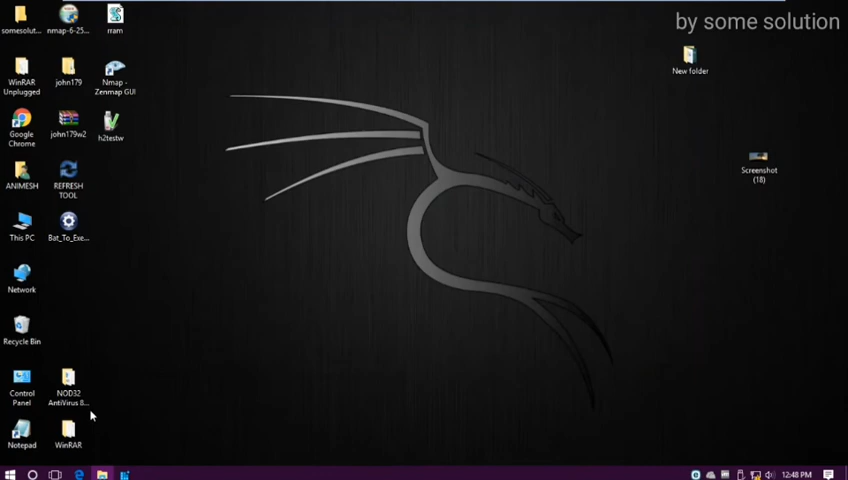 by some solution
somesolut...
nmap-6-25...
rram
New folder
WinRAR
Unplugged
john179
Nmap -
Zenmap GUI
Google
Chrome
john179w2
h2testw
Screenshot
(18)
ANIMESH
REFRESH
TOOL
This PC
Bat_To_Exe...
Network
Recycle Bin
Control
Panel
NOD32
AntiVirus 8...
Notepad
WinRAR
12:48 PM